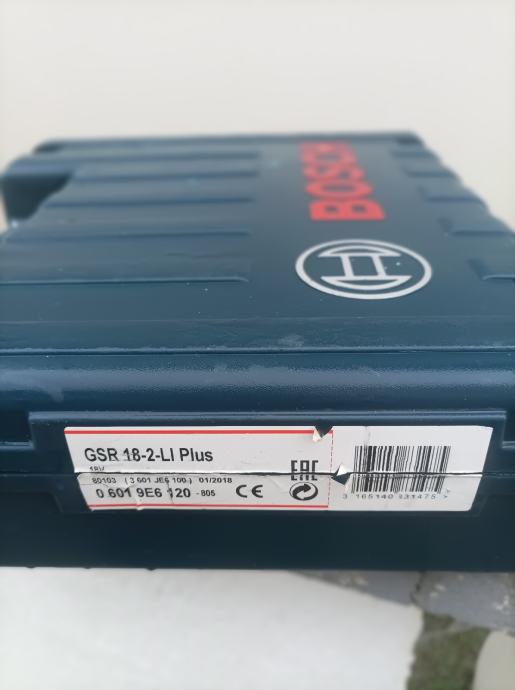 BOSCH
GSR 18-2-LI Plus
18V
80103 (3 601 JE6 100) 01/2018
0 601 9E6 120 - 805 CE
EAC
3 165140 831475 >